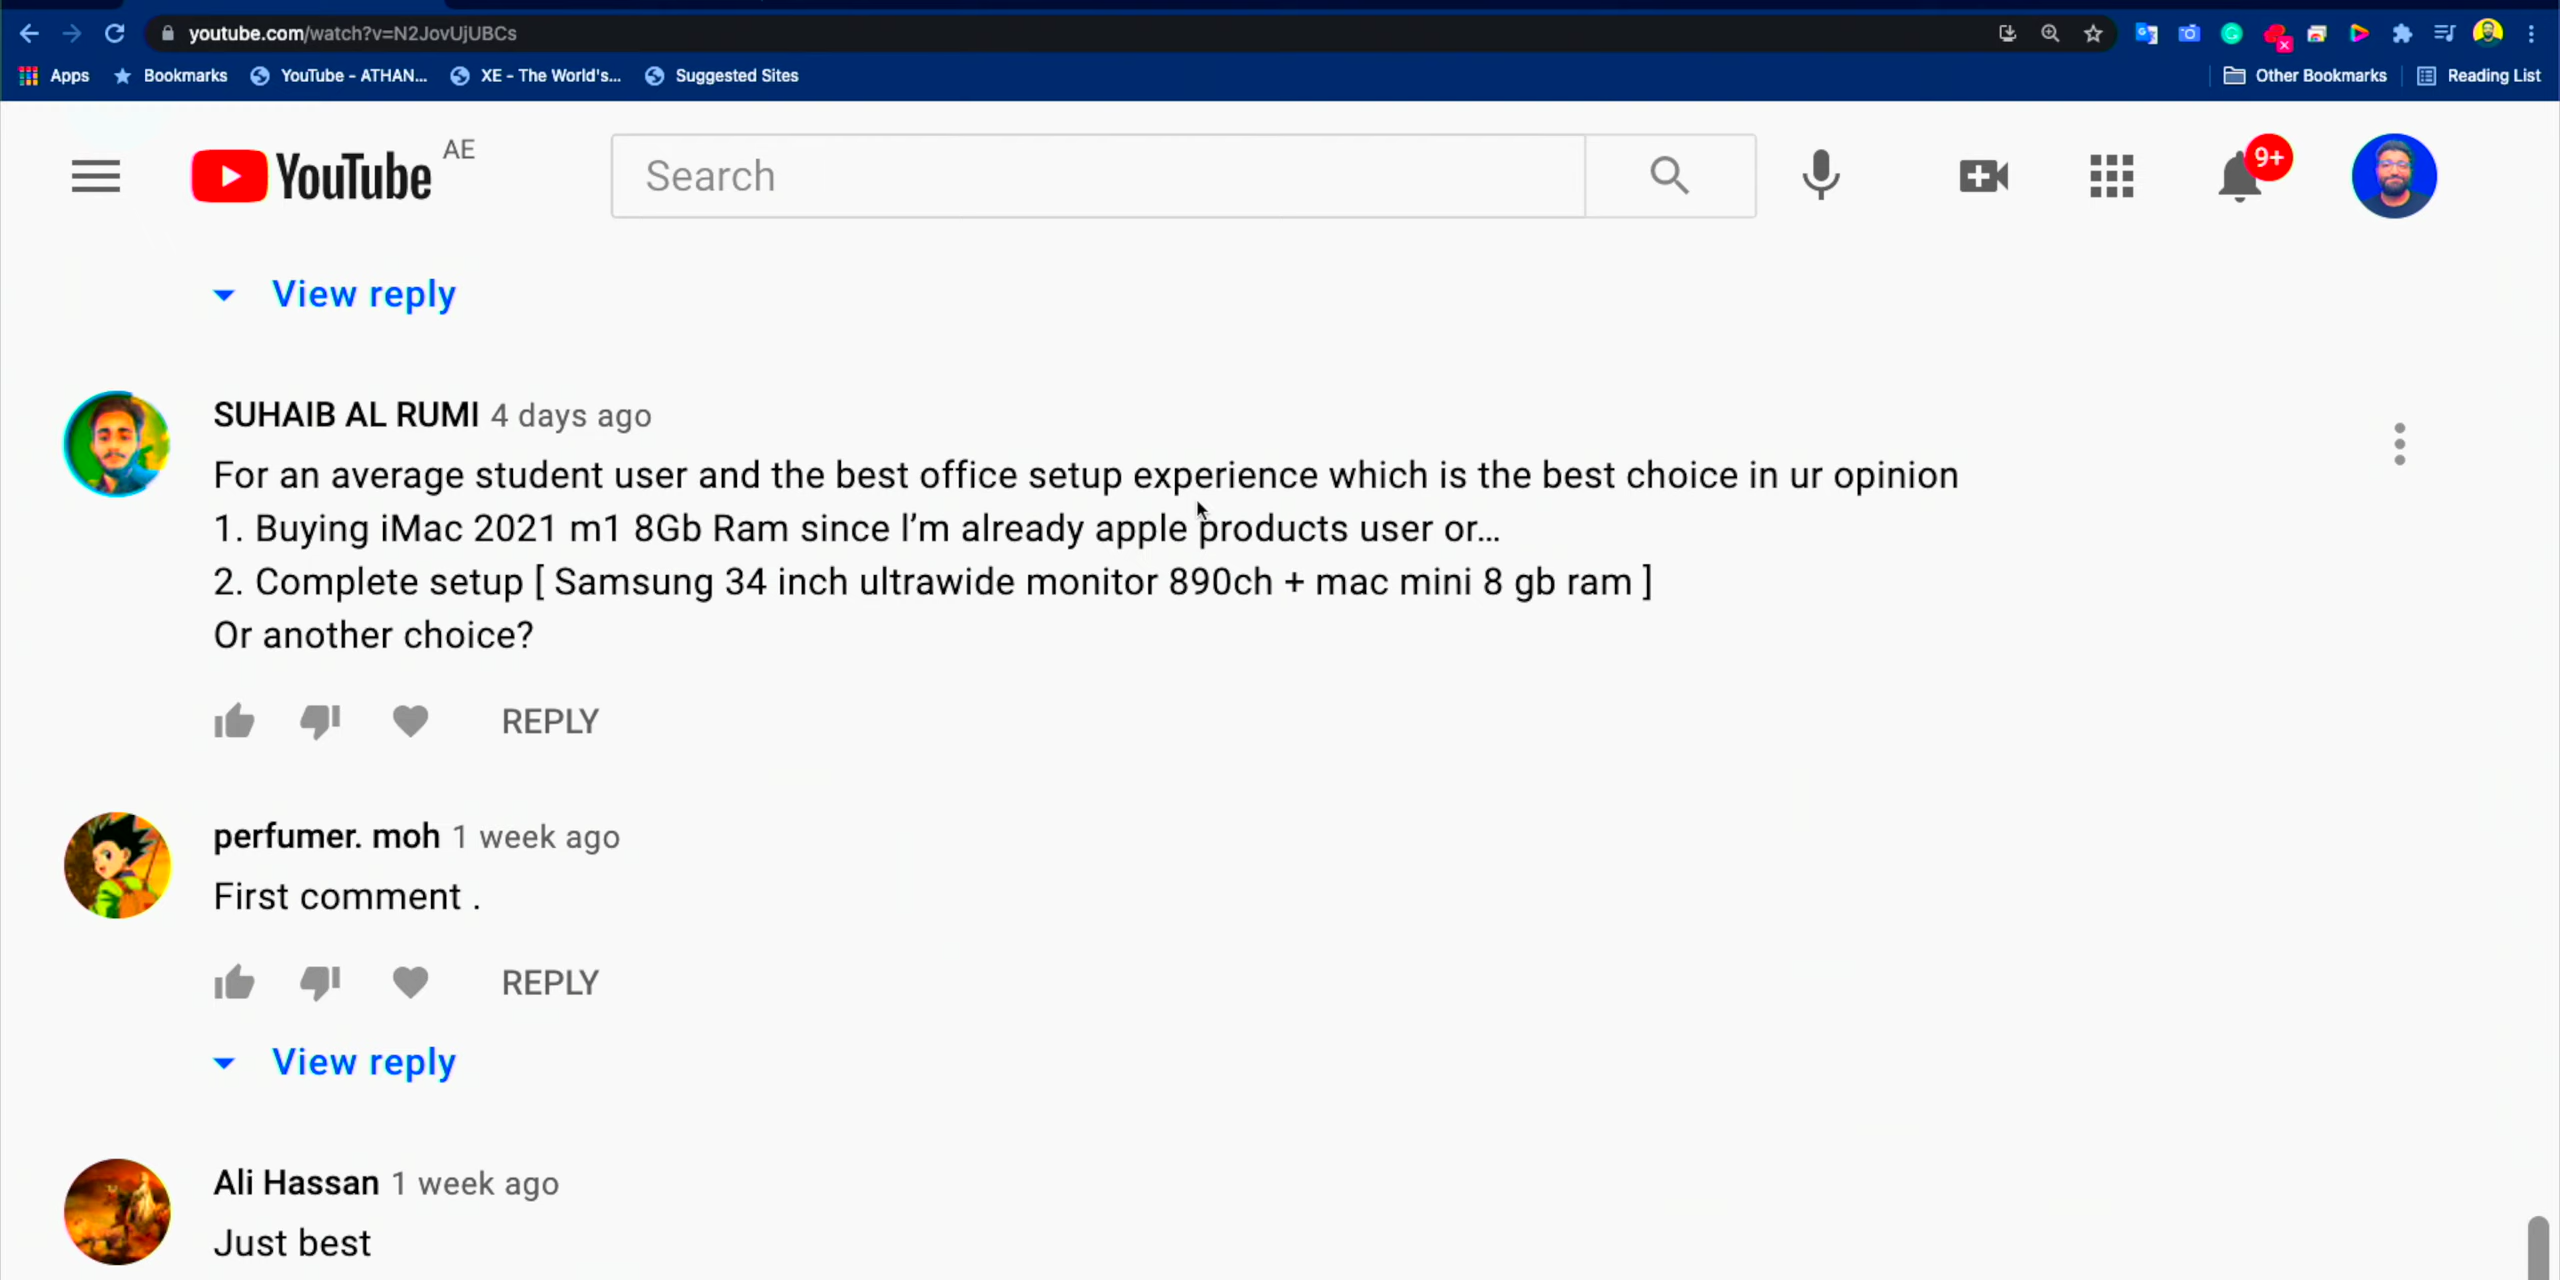 youtube.com/watch?v=N2JovUjUBCs
Apps Bookmarks YouTube - ATHAN... XE - The World's... Suggested Sites Other Bookmarks Reading List
YouTube AE Search 9+
View reply
SUHAIB AL RUMI 4 days ago
For an average student user and the best office setup experience which is the best choice in ur opinion
1. Buying iMac 2021 m1 8Gb Ram since I’m already apple products user or...
2. Complete setup [ Samsung 34 inch ultrawide monitor 890ch + mac mini 8 gb ram ]
Or another choice?
REPLY
perfumer. moh 1 week ago
First comment .
REPLY
View reply
Ali Hassan 1 week ago
Just best